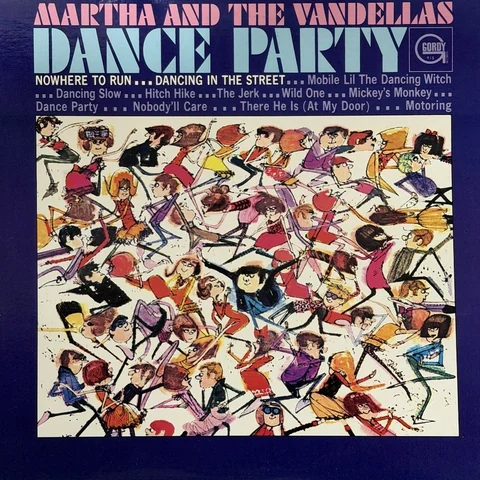 MARTHA AND THE VANDELLAS
DANCE PARTY
GORDY
NOWHERE TO RUN...DANCING IN THE STREET...Mobile Lil The Dancing Witch
...Dancing Slow...Hitch Hike...The Jerk...Wild One...Mickey's Monkey...
Dance Party ... Nobody'll Care ... There He Is (At My Door) ... Motoring